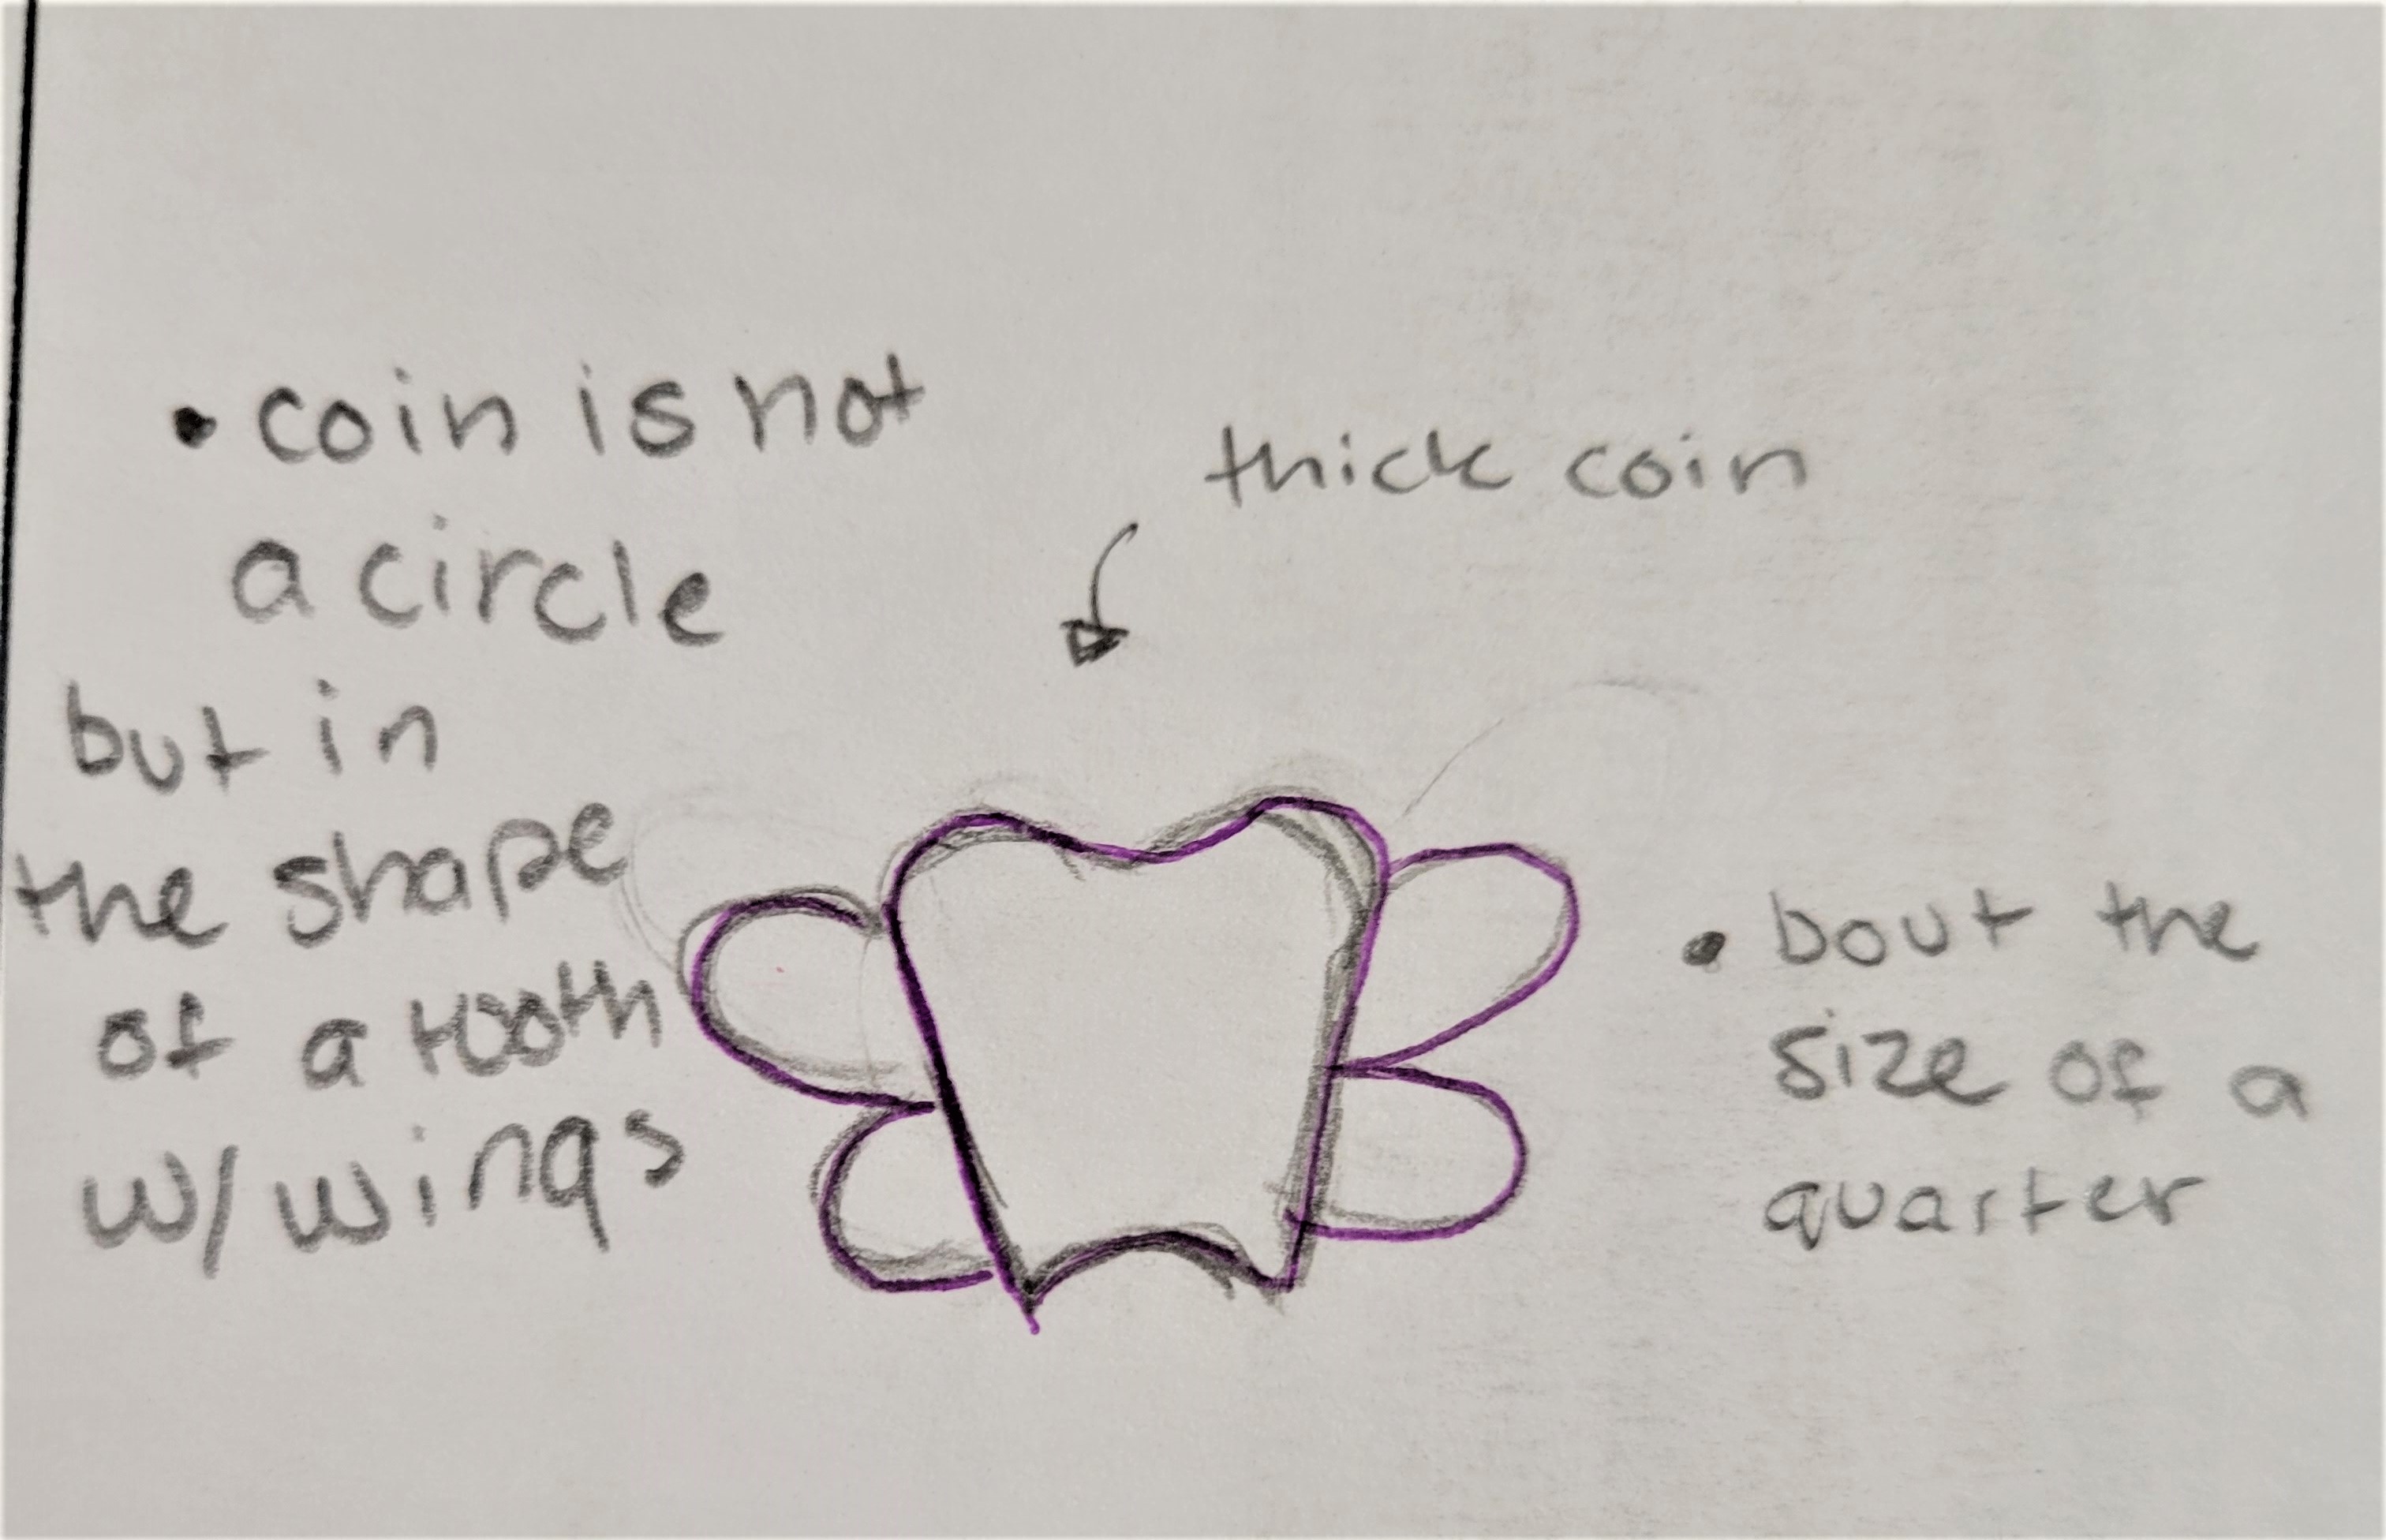 • coin is not
a circle
but in
the shape
of a tooth
w/ wings
thick coin
• bout the
size of a
quarter